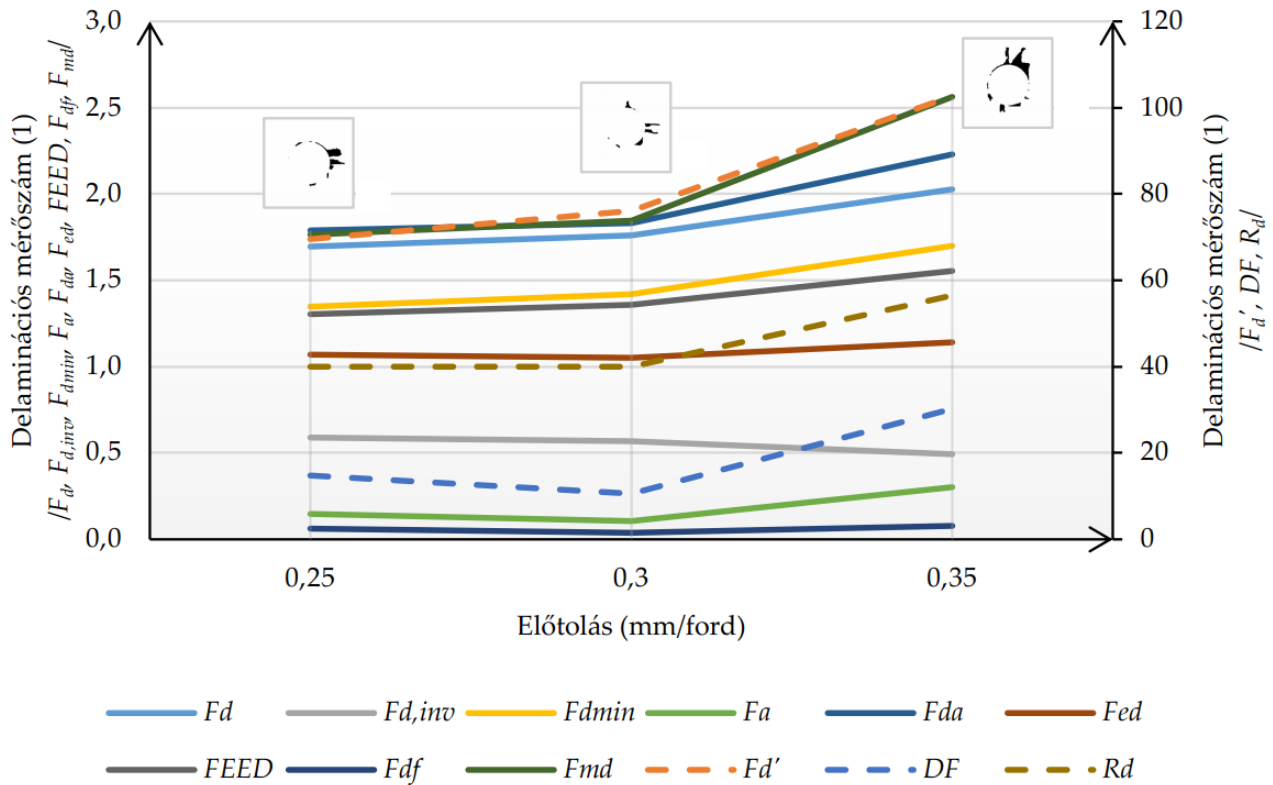 Delaminációs mérőszám (1)
/Fd, Fd,inv, Fdmin, Fa, Fda, Fed, FEED, Fdf, Fmd/
3,0
2,5
2,0
1,5
1,0
0,5
0,0
120
100
80
60
40
20
0
Delaminációs mérőszám (1)
/Fd’, DF, Rd/
0,25 0,3 0,35
Előtolás (mm/ford)
Fd Fd,inv Fdmin Fa Fda Fed
FEED Fdf Fmd Fd’ DF Rd